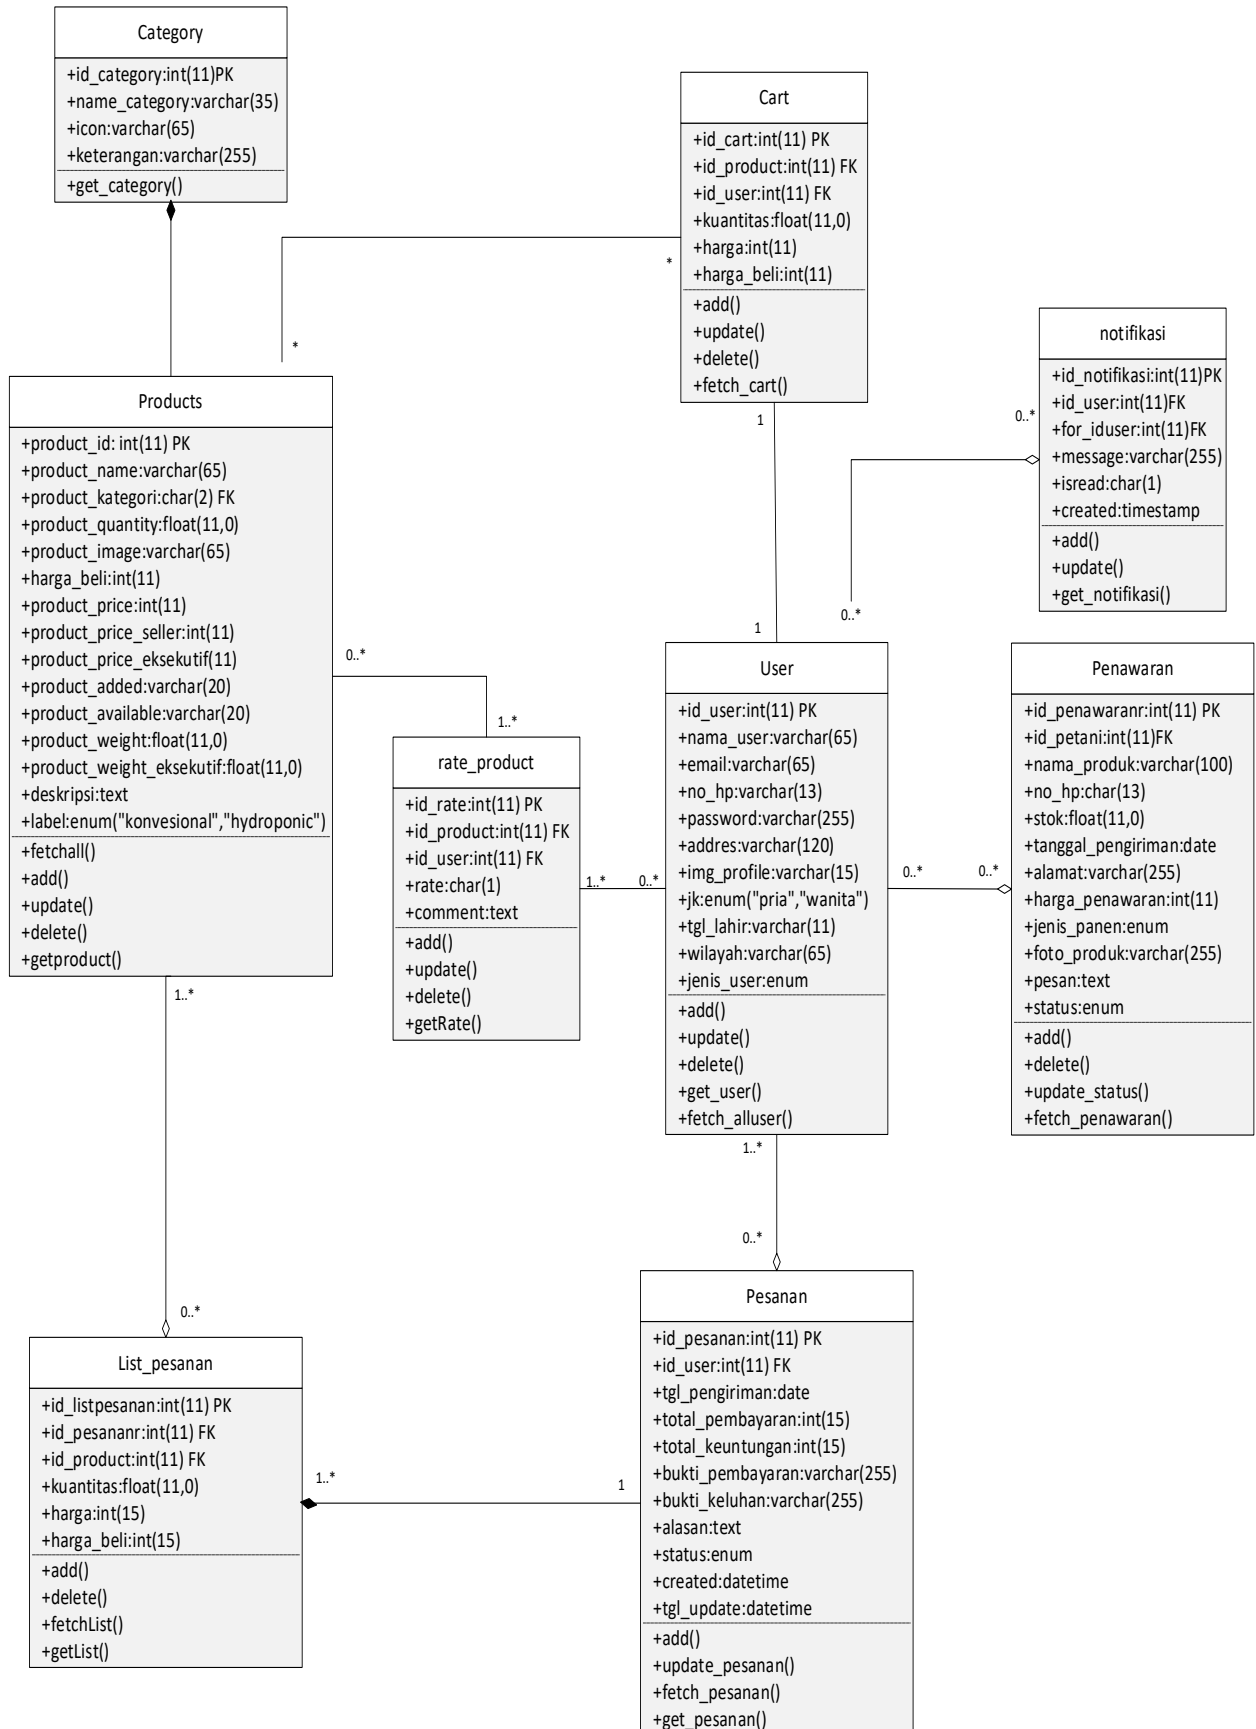 Category
+id_category:int(11)PK
+name_category:varchar(35)
+icon:varchar(65)
+keterangan:varchar(255)
+get_category()
Cart
+id_cart:int(11) PK
+id_product:int(11) FK
+id_user:int(11) FK
+kuantitas:float(11,0)
+harga:int(11)
+harga_beli:int(11)
+add()
+update()
+delete()
+fetch_cart()
*
*
notifikasi
+id_notifikasi:int(11)PK
+id_user:int(11)FK
+for_iduser:int(11)FK
+message:varchar(255)
+isread:char(1)
+created:timestamp
+add()
+update()
+get_notifikasi()
0..*
0..*
1
1
Products
+product_id: int(11) PK
+product_name:varchar(65)
+product_kategori:char(2) FK
+product_quantity:float(11,0)
+product_image:varchar(65)
+harga_beli:int(11)
+product_price:int(11)
+product_price_seller:int(11)
+product_price_eksekutif(11)
+product_added:varchar(20)
+product_available:varchar(20)
+product_weight:float(11,0)
+product_weight_eksekutif:float(11,0)
+deskripsi:text
+label:enum("konvesional","hydroponic")
+fetchall()
+add()
+update()
+delete()
+getproduct()
0..*
1..*
rate_product
+id_rate:int(11) PK
+id_product:int(11) FK
+id_user:int(11) FK
+rate:char(1)
+comment:text
+add()
+update()
+delete()
+getRate()
1..*
0..*
User
+id_user:int(11) PK
+nama_user:varchar(65)
+email:varchar(65)
+no_hp:varchar(13)
+password:varchar(255)
+addres:varchar(120)
+img_profile:varchar(15)
+jk:enum("pria","wanita")
+tgl_lahir:varchar(11)
+wilayah:varchar(65)
+jenis_user:enum
+add()
+update()
+delete()
+get_user()
+fetch_alluser()
0..*
0..*
Penawaran
+id_penawaranr:int(11) PK
+id_petani:int(11)FK
+nama_produk:varchar(100)
+no_hp:char(13)
+stok:float(11,0)
+tanggal_pengiriman:date
+alamat:varchar(255)
+harga_penawaran:int(11)
+jenis_panen:enum
+foto_produk:varchar(255)
+pesan:text
+status:enum
+add()
+delete()
+update_status()
+fetch_penawaran()
1..*
0..*
1..*
0..*
List_pesanan
+id_listpesanan:int(11) PK
+id_pesananr:int(11) FK
+id_product:int(11) FK
+kuantitas:float(11,0)
+harga:int(15)
+harga_beli:int(15)
+add()
+delete()
+fetchList()
+getList()
1..*
1
Pesanan
+id_pesanan:int(11) PK
+id_user:int(11) FK
+tgl_pengiriman:date
+total_pembayaran:int(15)
+total_keuntungan:int(15)
+bukti_pembayaran:varchar(255)
+bukti_keluhan:varchar(255)
+alasan:text
+status:enum
+created:datetime
+tgl_update:datetime
+add()
+update_pesanan()
+fetch_pesanan()
+get_pesanan()